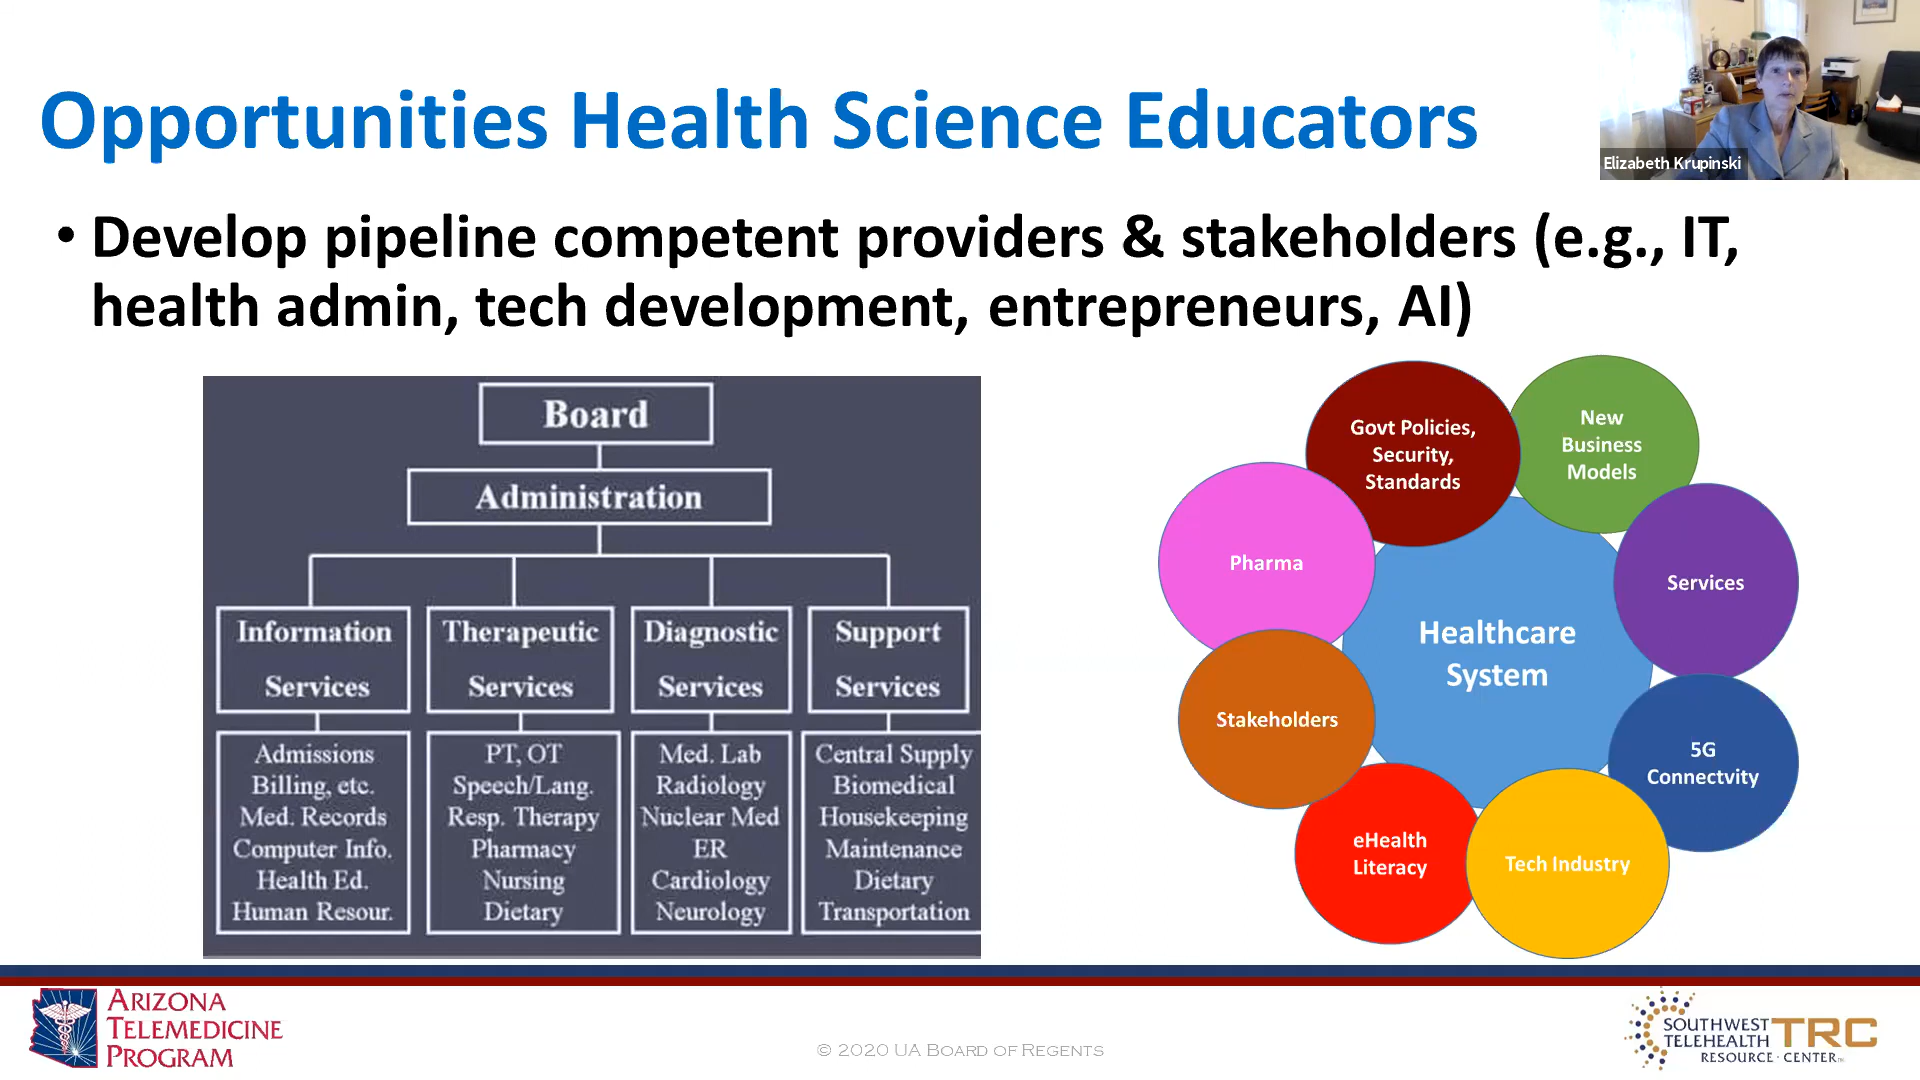 Opportunities Health Science Educators
Elizabeth Krupinski
• Develop pipeline competent providers & stakeholders (e.g., IT,
health admin, tech development, entrepreneurs, AI)
Board
Administration
Information
Services
Therapeutic
Services
Diagnostic
Services
Support
Services
Admissions
Billing, etc.
Med. Records
Computer Info.
Health Ed.
Human Resour.
PT, OT
Speech/Lang.
Resp. Therapy
Pharmacy
Nursing
Dietary
Med. Lab
Radiology
Nuclear Med
ER
Cardiology
Neurology
Central Supply
Biomedical
Housekeeping
Maintenance
Dietary
Transportation
Govt Policies,
Security,
Standards
New
Business
Models
Pharma
Services
Healthcare
System
Stakeholders
5G
Connectvity
eHealth
Literacy
Tech Industry
ARIZONA
TELEMEDICINE
PROGRAM
© 2020 UA BOARD OF REGENTS
SOUTHWEST
TELEHEALTH
RESOURCE · CENTER
TRC